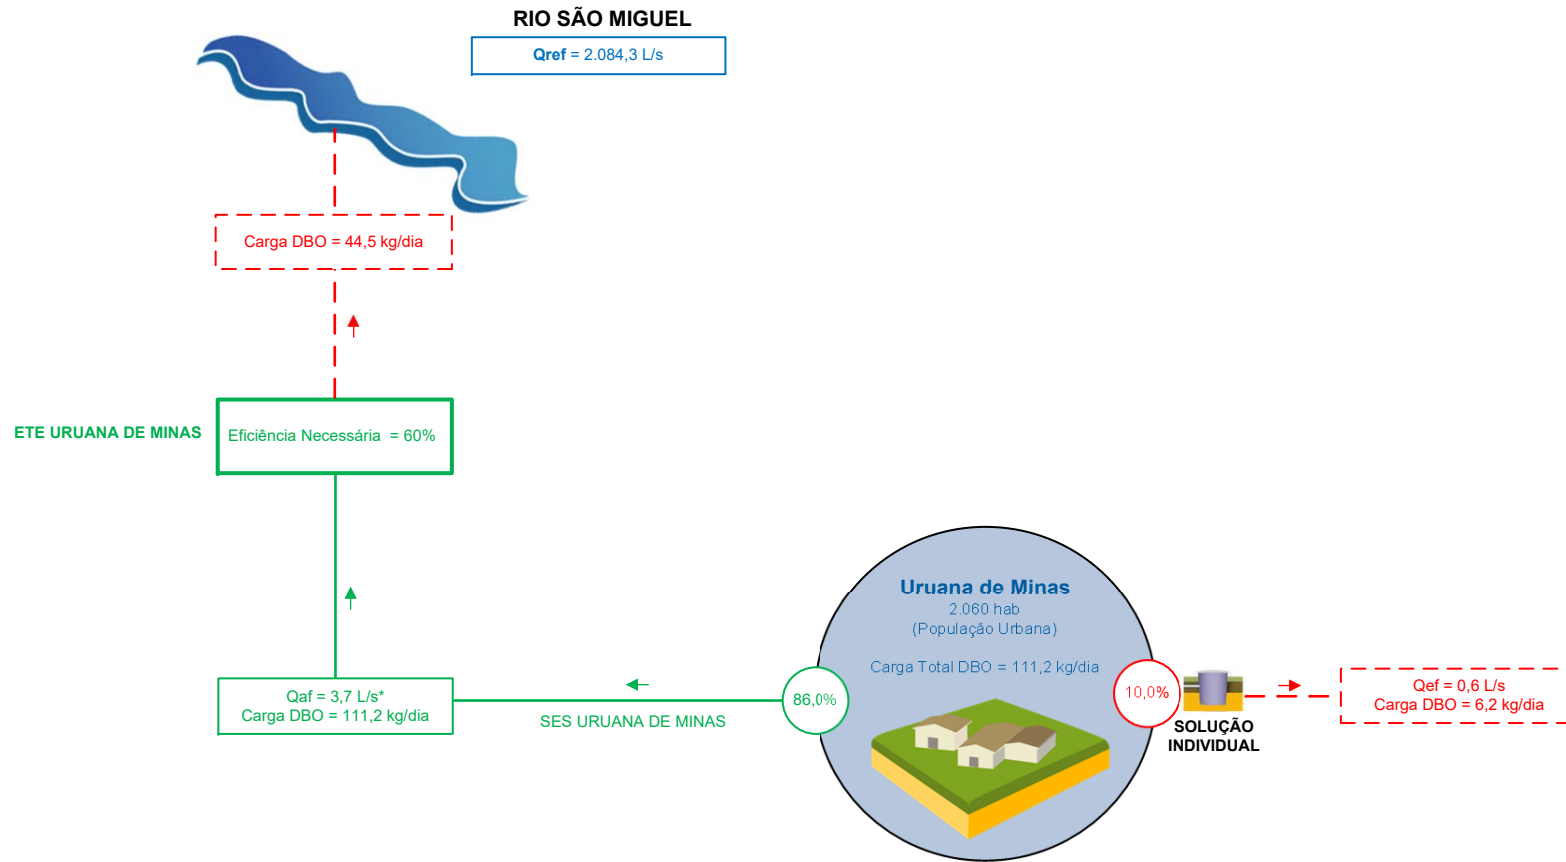 RIO SÃO MIGUEL
Qref = 2.084,3 L/s
Carga DBO = 44,5 kg/dia
ETE URUANA DE MINAS
Eficiência Necessária = 60%
Uruana de Minas
2.060 hab
(População Urbana)
Carga Total DBO = 111,2 kg/dia
86,0%
10,0%
Qaf = 3,7 L/s*
Carga DBO = 111,2 kg/dia
SES URUANA DE MINAS
SOLUÇÃO
INDIVIDUAL
Qef = 0,6 L/s
Carga DBO = 6,2 kg/dia